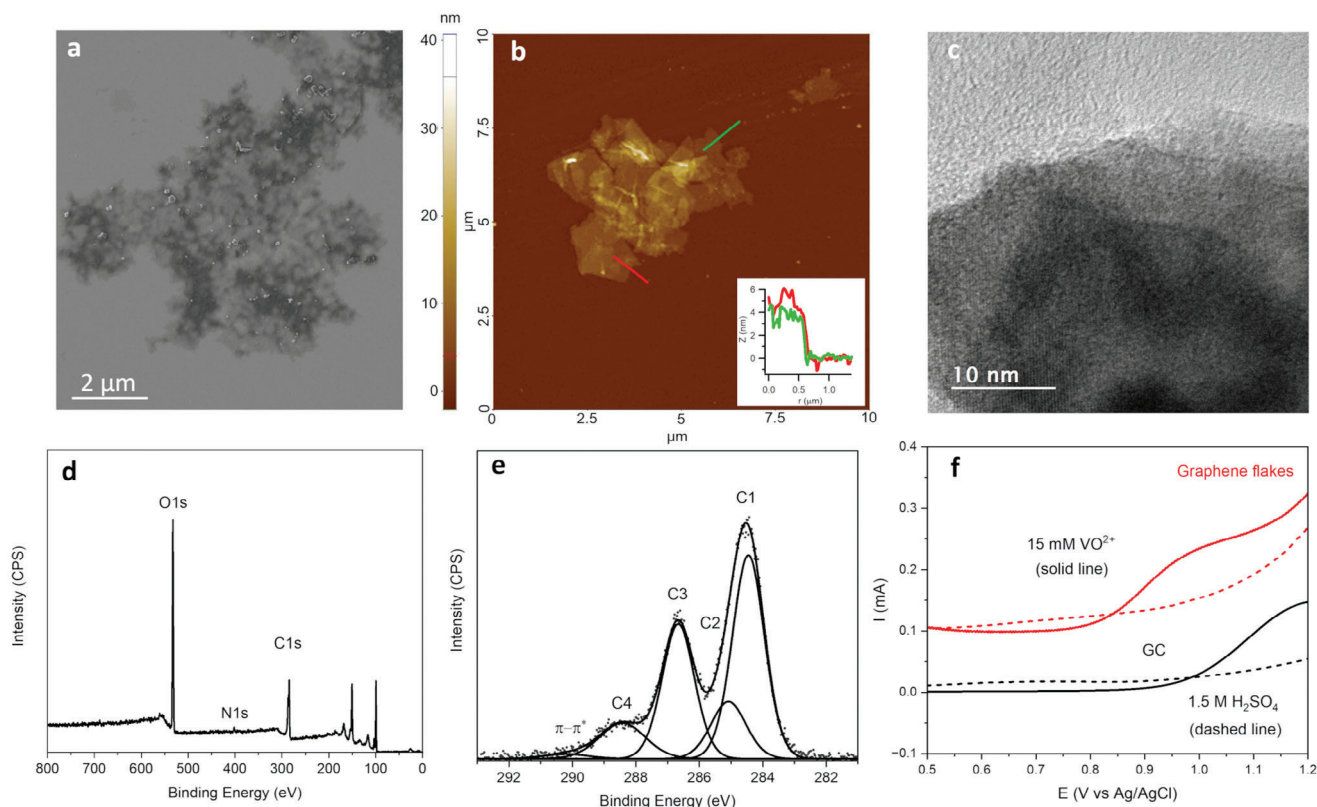 a
2 µm
nm
40
30
20
10
0
b
10
7.5
5
2.5
0
µm
2.5
5
7.5
10
µm
6
4
2
0
Z (nm)
0.0
0.5
1.0
r (µm)
c
10 nm
d
O1s
N1s
C1s
Intensity (CPS)
800
700
600
500
400
300
200
100
0
Binding Energy (eV)
e
C1
C2
C3
C4
π–π*
Intensity (CPS)
292
290
288
286
284
282
Binding Energy (eV)
f
Graphene flakes
15 mM VO²⁺
(solid line)
GC
1.5 M H₂SO₄
(dashed line)
I (mA)
0.4
0.3
0.2
0.1
0.0
−0.1
0.5
0.6
0.7
0.8
0.9
1.0
1.1
1.2
E (V vs Ag/AgCl)